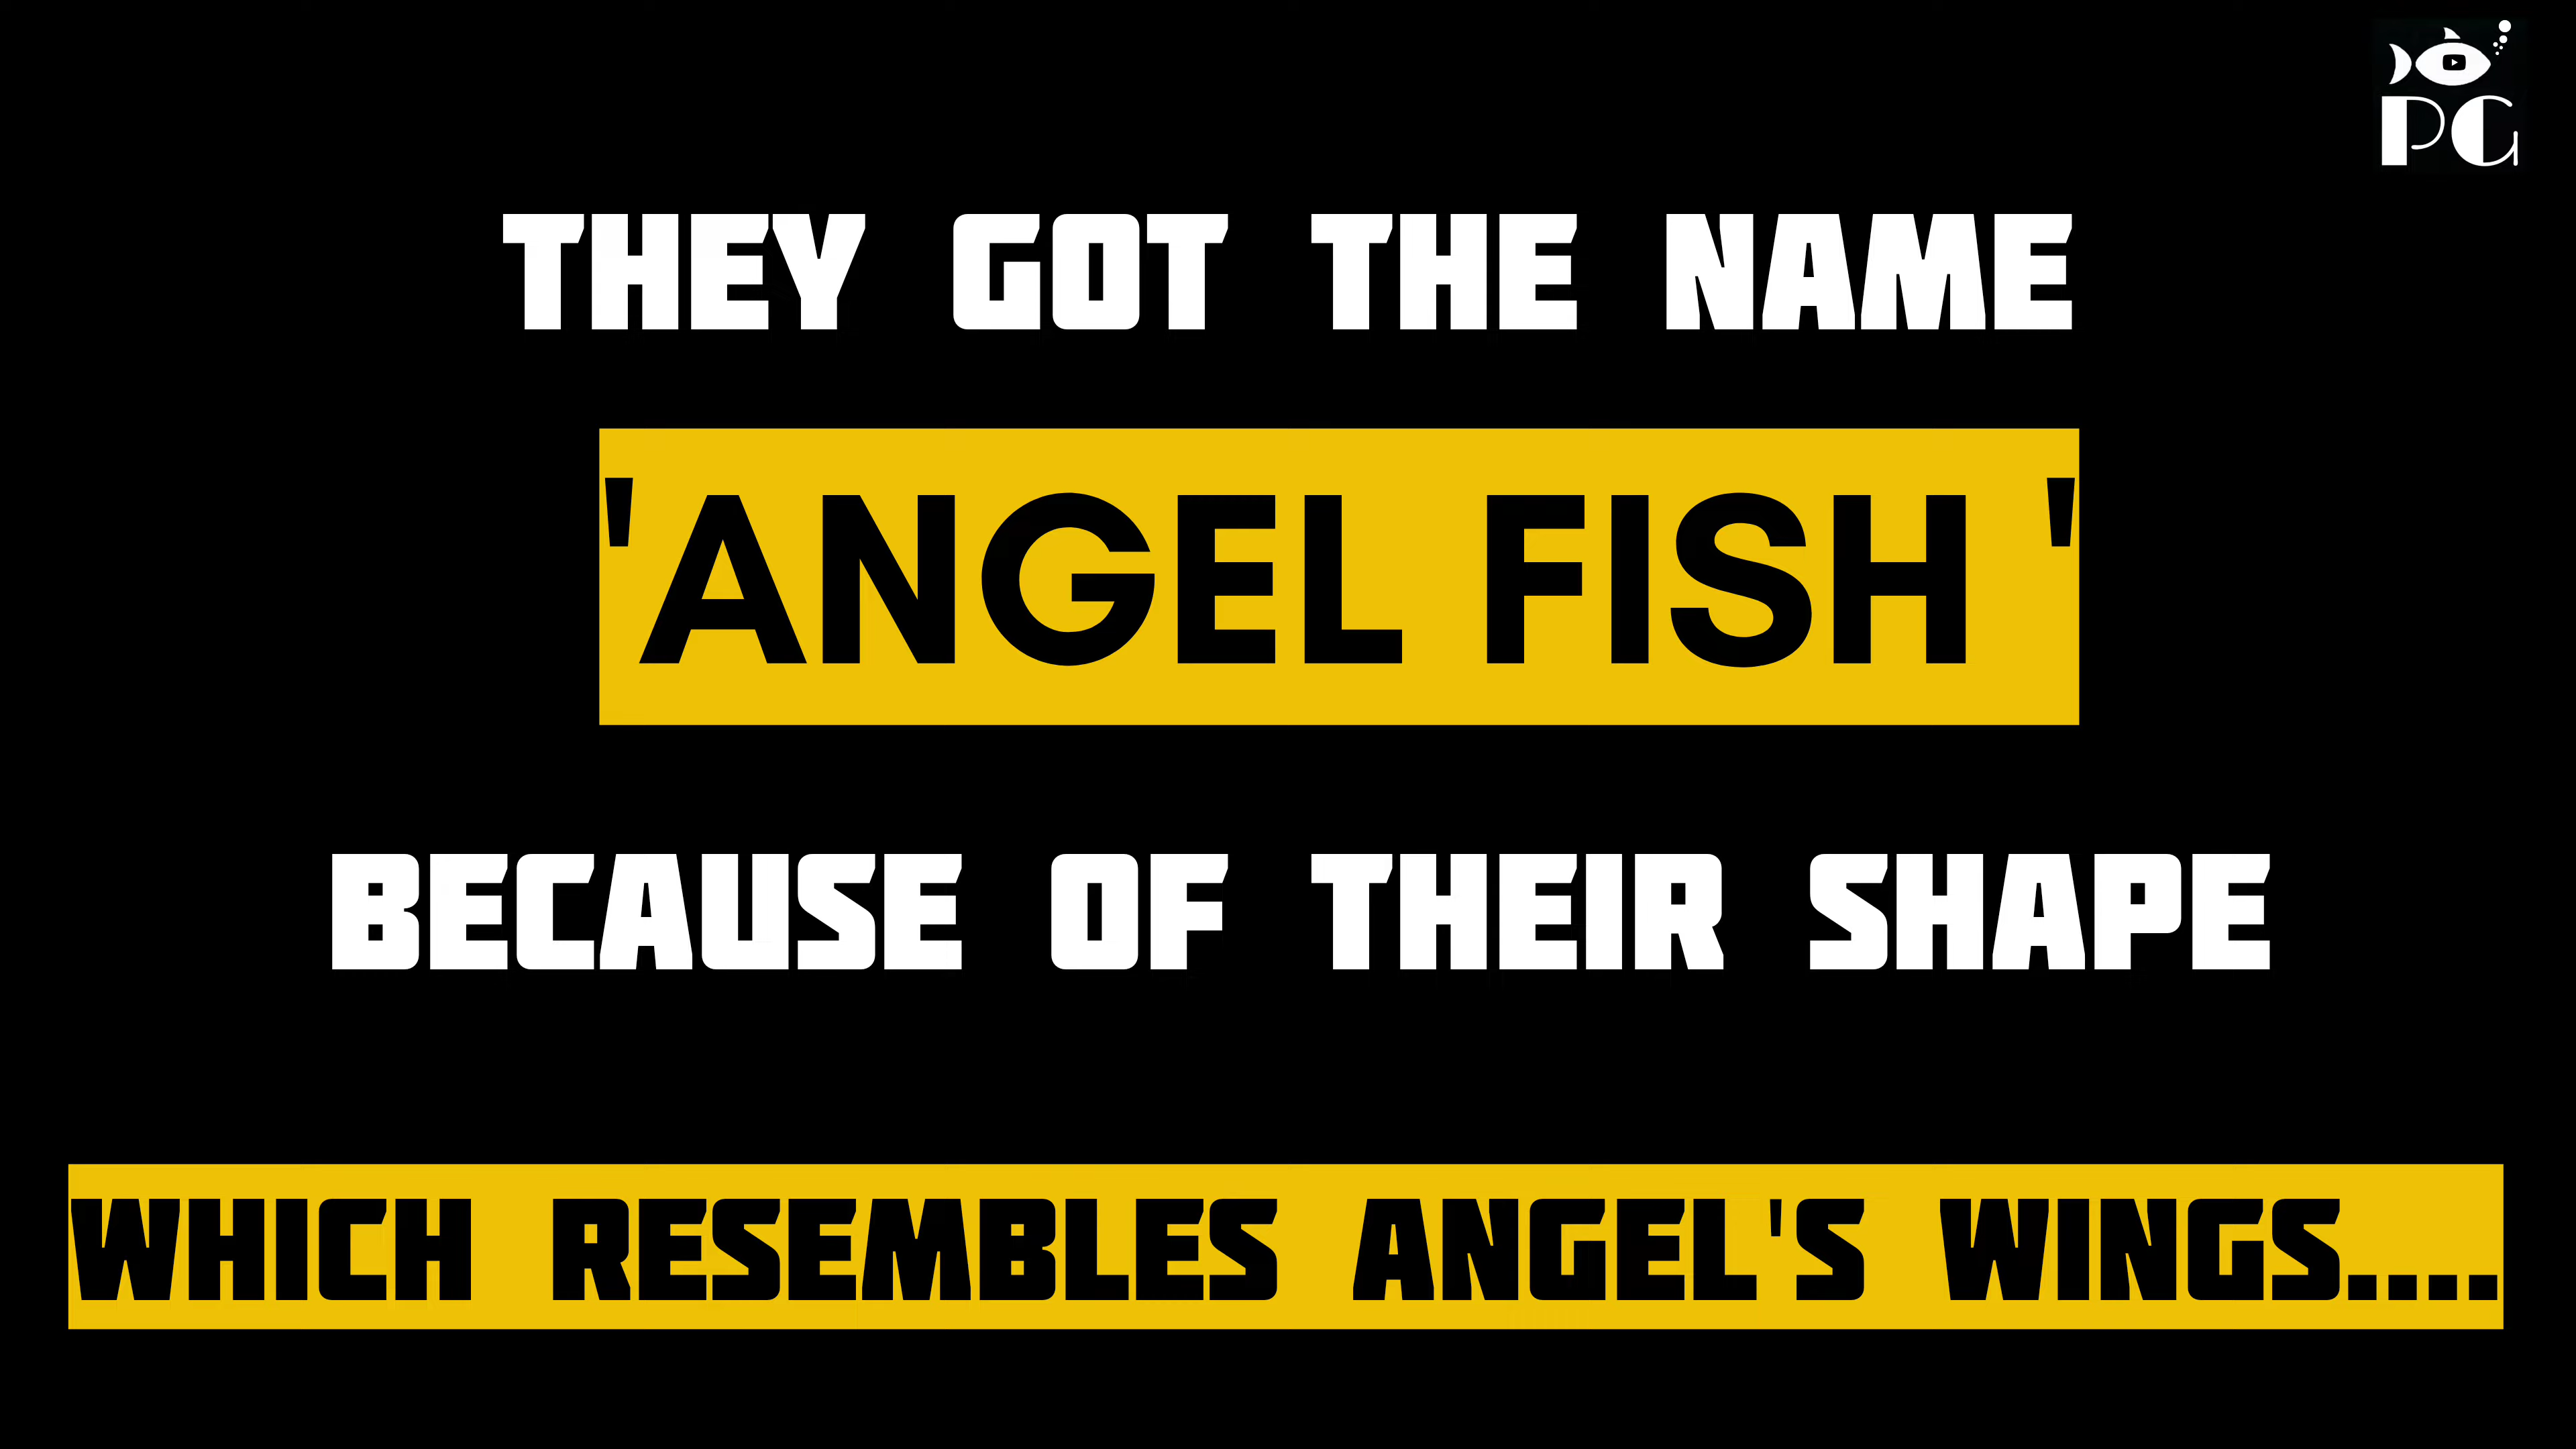 PG
THEY GOT THE NAME
'ANGEL FISH '
BECAUSE OF THEIR SHAPE
WHICH RESEMBLES ANGEL'S WINGS....